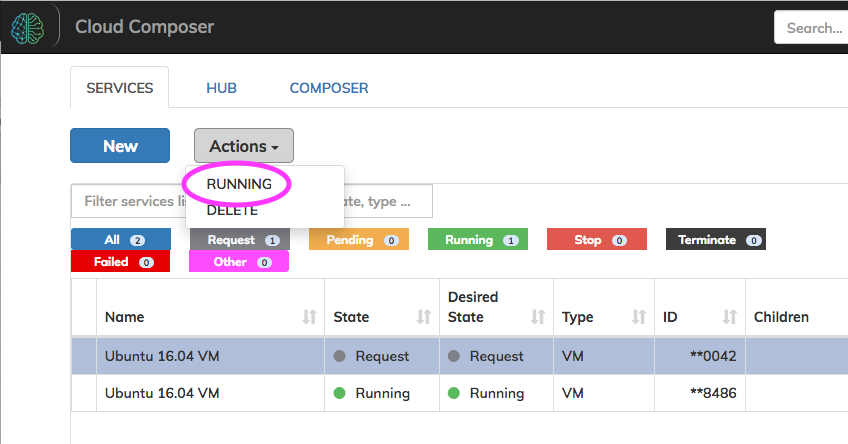 Cloud Composer
Search...
SERVICES HUB COMPOSER
New Actions
RUNNING
DELETE
Filter services li ate, type ...
All 2 Request 1 Pending 0 Running 1 Stop 0 Terminate 0
Failed 0 Other 0
Name State Desired State Type ID Children
Ubuntu 16.04 VM Request Request VM **0042
Ubuntu 16.04 VM Running Running VM **8486